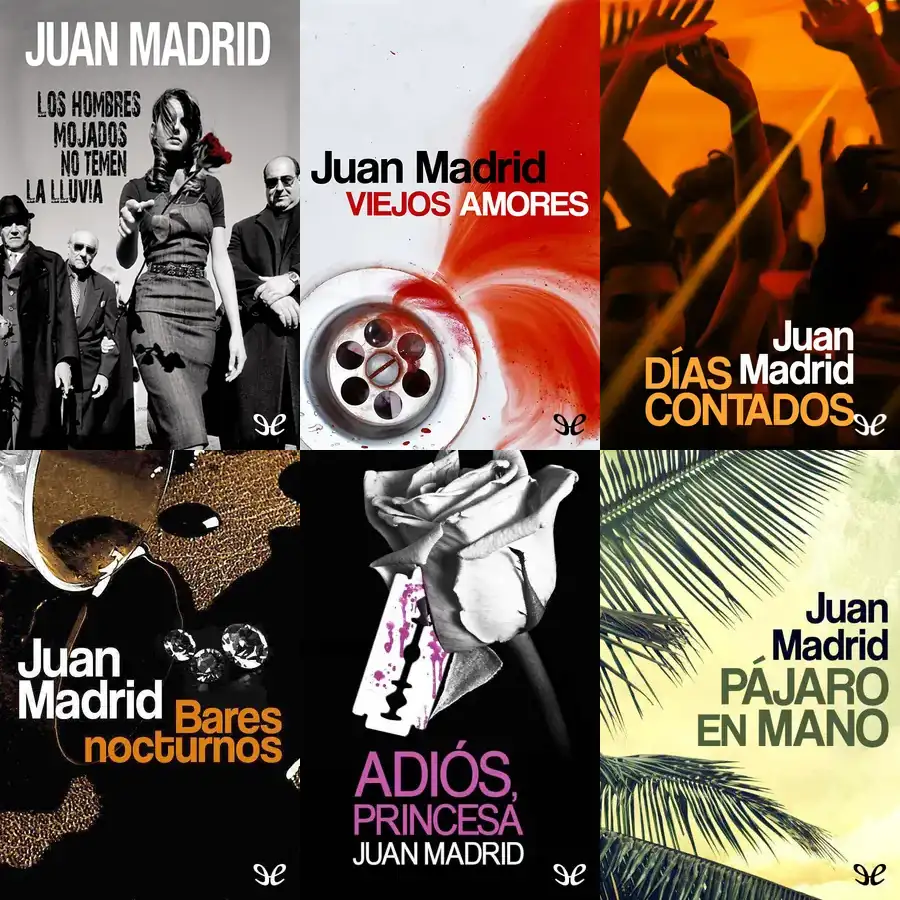 JUAN MADRID
LOS HOMBRES
MOJADOS
NO TEMEN
LA LLUVIA
Juan Madrid
VIEJOS AMORES
Juan
DÍAS Madrid
CONTADOS
Juan
Madrid
Bares
nocturnos
ADIÓS,
PRINCESA
JUAN MADRID
Juan
Madrid
PÁJARO
EN MANO